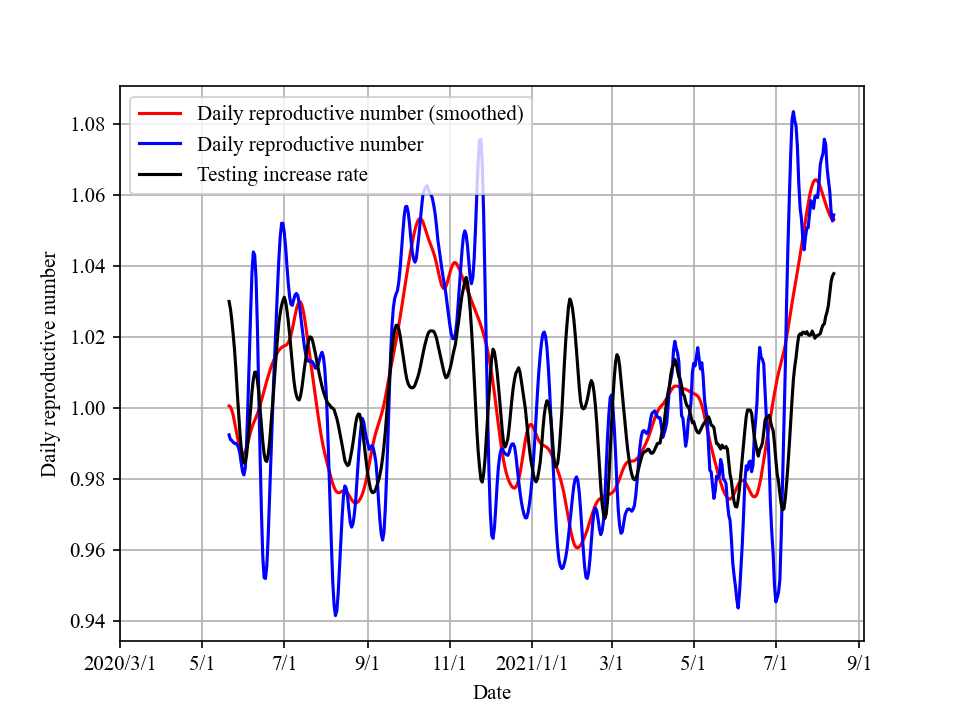 Daily reproductive number (smoothed)
Daily reproductive number
Testing increase rate
1.08
1.06
1.04
1.02
1.00
0.98
0.96
0.94
Daily reproductive number
2020/3/1 5/1 7/1 9/1 11/1 2021/1/1 3/1 5/1 7/1 9/1
Date